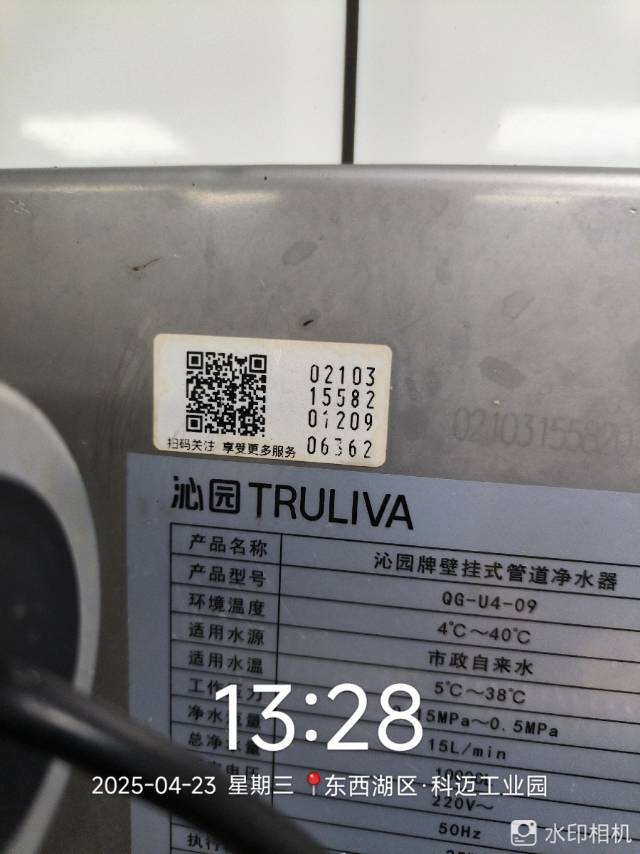 02103
15582
01209
06362
扫码关注 享受更多服务
0210315582
沁园 TRULIVA
产品名称 沁园牌壁挂式管道净水器
产品型号 QG-U4-09
环境温度 4℃~40℃
适用水源 市政自来水
适用水温 5℃~38℃
5MPa~0.5MPa
15L/min
220V~
50Hz
13:28
2025-04-23 星期三 东西湖区·科迈工业园
水印相机